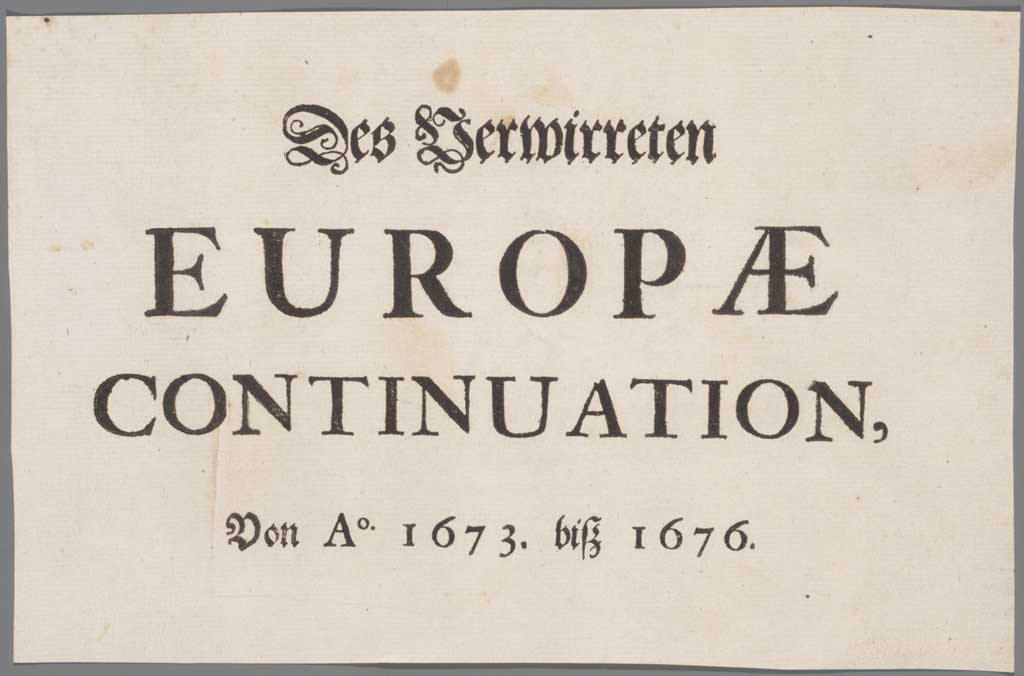 Des Verwirreten
EUROPÆ
CONTINUATION,
Von Aº. 1673. biß 1676.